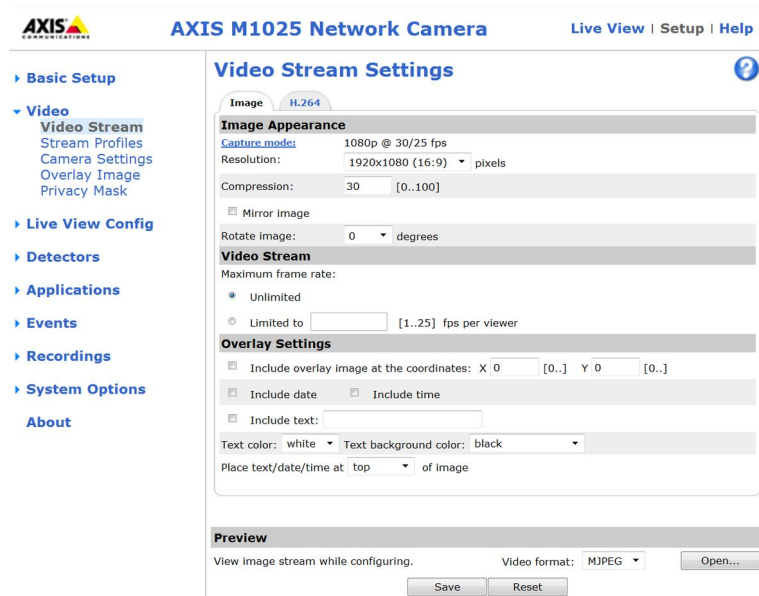 AXIS
COMMUNICATIONS
AXIS M1025 Network Camera
Live View | Setup | Help
Basic Setup
Video
Video Stream
Stream Profiles
Camera Settings
Overlay Image
Privacy Mask
Live View Config
Detectors
Applications
Events
Recordings
System Options
About
Video Stream Settings
?
Image H.264
Image Appearance
Capture mode: 1080p @ 30/25 fps
Resolution: 1920x1080 (16:9) pixels
Compression: 30 [0..100]
Mirror image
Rotate image: 0 degrees
Video Stream
Maximum frame rate:
Unlimited
Limited to [1..25] fps per viewer
Overlay Settings
Include overlay image at the coordinates: X 0 [0..] Y 0 [0..]
Include date Include time
Include text:
Text color: white Text background color: black
Place text/date/time at top of image
Preview
View image stream while configuring. Video format: MJPEG Open...
Save Reset